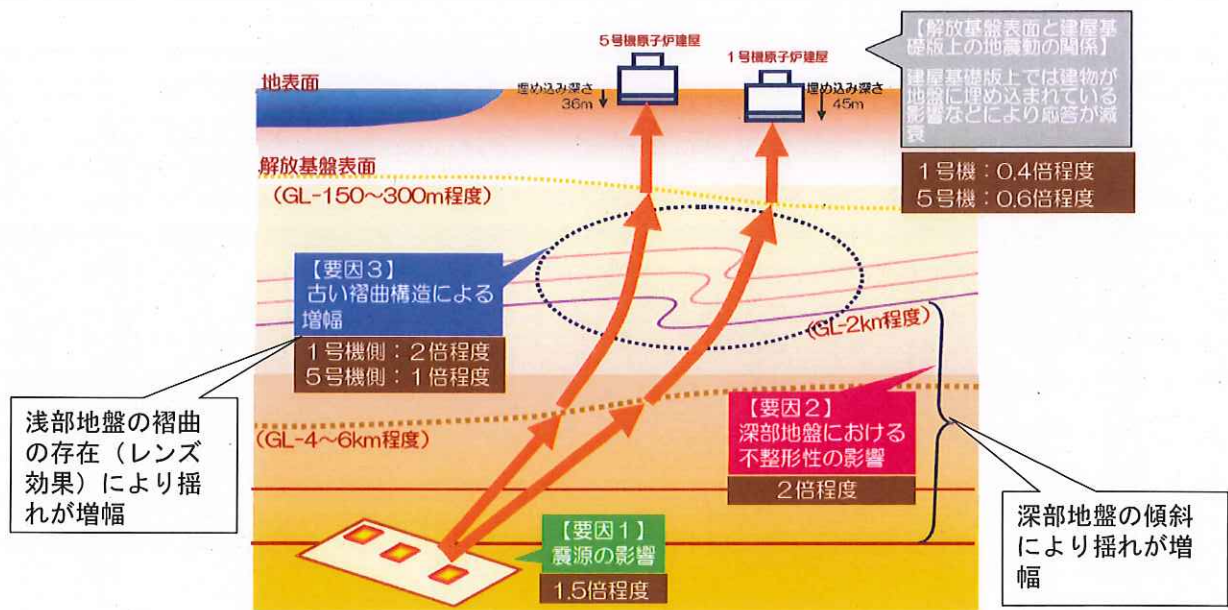 5号機原子炉建屋
1号機原子炉建屋
【解放基盤表面と建屋基
礎版上の地震動の関係】
建屋基礎版上では建物が
地盤に埋め込まれている
影響などにより応答が減
衰
1号機：0.4倍程度
5号機：0.6倍程度
地表面
埋め込み深さ
36m
埋め込み深さ
45m
解放基盤表面
(GL-150～300m程度)
【要因3】
古い褶曲構造による
増幅
1号機側：2倍程度
5号機側：1倍程度
(GL-2km程度)
浅部地盤の褶曲
の存在（レンズ
効果）により揺
れが増幅
(GL-4～6km程度)
【要因2】
深部地盤における
不整形性の影響
2倍程度
深部地盤の傾斜
により揺れが増
幅
【要因1】
震源の影響
1.5倍程度